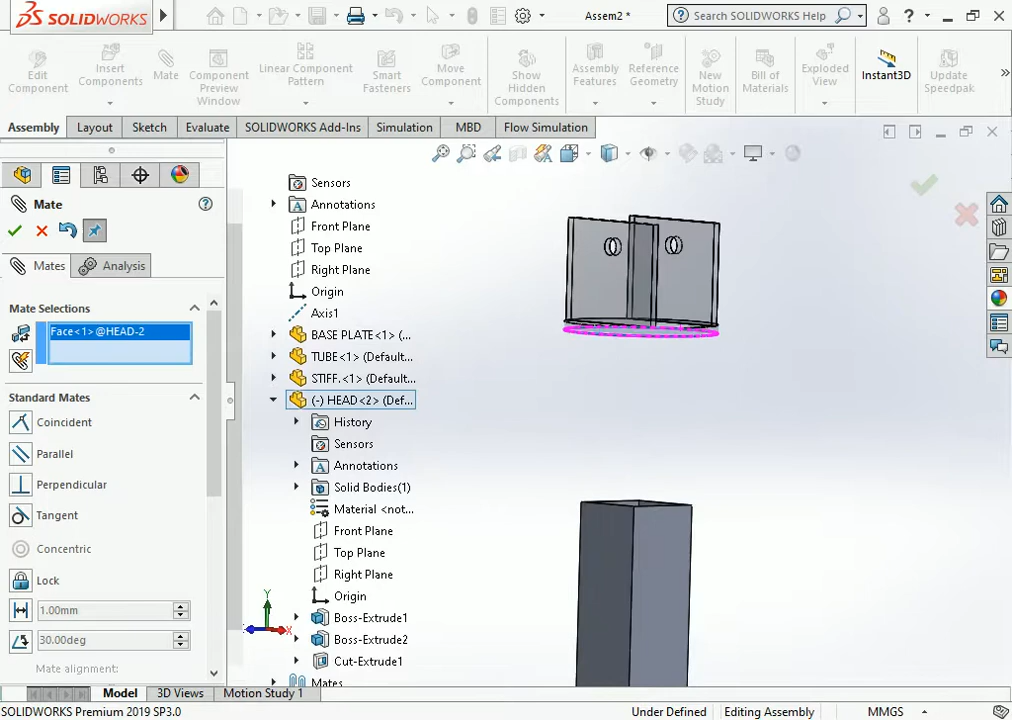 SOLIDWORKS
Assem2 *
Search SOLIDWORKS Help
Edit Component
Insert Components
Mate
Component Preview Window
Linear Component Pattern
Smart Fasteners
Move Component
Show Hidden Components
Assembly Features
Reference Geometry
New Motion Study
Bill of Materials
Exploded View
Instant3D
Update Speedpak
Assembly
Layout
Sketch
Evaluate
SOLIDWORKS Add-Ins
Simulation
MBD
Flow Simulation
Mate
Mates
Analysis
Mate Selections
Face<1>@HEAD-2
Standard Mates
Coincident
Parallel
Perpendicular
Tangent
Concentric
Lock
1.00mm
30.00deg
Mate alignment:
Sensors
Annotations
Front Plane
Top Plane
Right Plane
Origin
Axis1
BASE PLATE<1> (...
TUBE<1> (Default...
STIFF.<1> (Default...
(-) HEAD<2> (Def...
History
Sensors
Annotations
Solid Bodies(1)
Material <not...
Front Plane
Top Plane
Right Plane
Origin
Boss-Extrude1
Boss-Extrude2
Cut-Extrude1
Mates
Y
X
Model
3D Views
Motion Study 1
SOLIDWORKS Premium 2019 SP3.0
Under Defined
Editing Assembly
MMGS